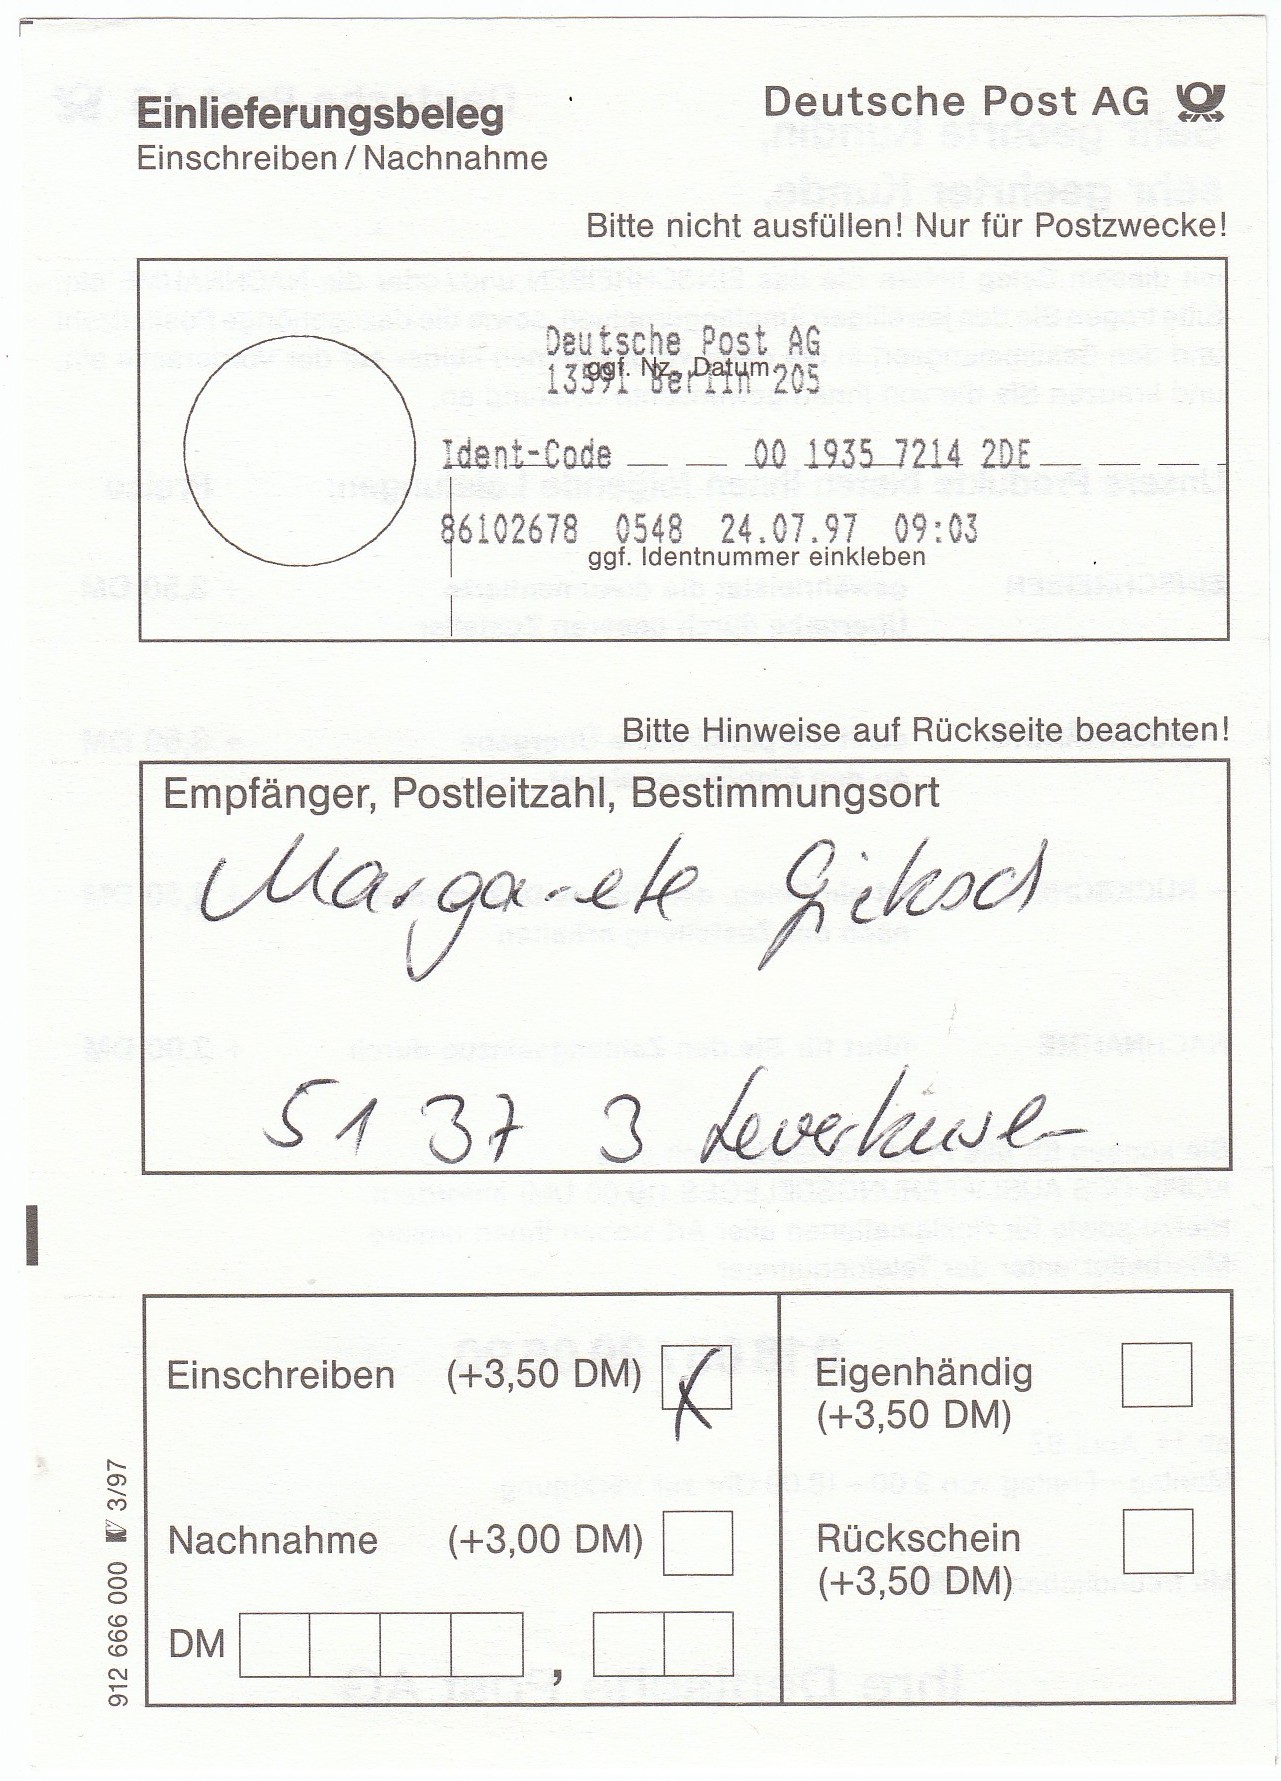 Einlieferungsbeleg
Einschreiben / Nachnahme
Deutsche Post AG
Bitte nicht ausfüllen! Nur für Postzwecke!
Deutsche Post AG
ggf. Nz., Datum
13591 Berlin 205
Ident-Code 00 1935 7214 2DE
86102678 0548 24.07.97 09:03
ggf. Identnummer einkleben
Bitte Hinweise auf Rückseite beachten!
Empfänger, Postleitzahl, Bestimmungsort
Margarete
51 37 3 Leverkusen
Einschreiben (+3,50 DM) X
Eigenhändig
(+3,50 DM)
Nachnahme (+3,00 DM)
Rückschein
(+3,50 DM)
DM ,
912 666 000 3/97